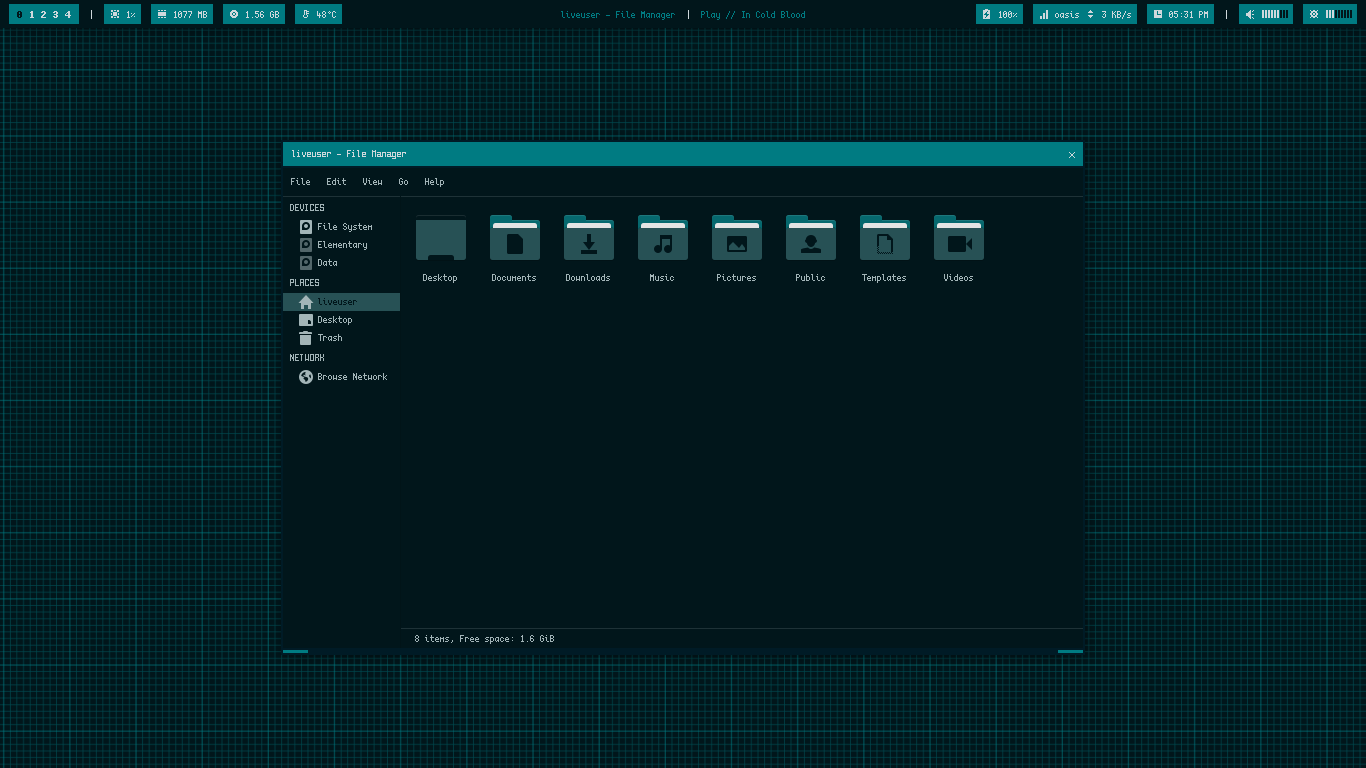 0 1 2 3 4 | 1% 1077 MB 1.56 GB 48°C liveuser - File Manager | Play // In Cold Blood 100% oasis 3 KB/s 05:31 PM |
liveuser - File Manager
File Edit View Go Help
DEVICES
File System
Elementary
Data
PLACES
liveuser
Desktop
Trash
NETWORK
Browse Network
Desktop Documents Downloads Music Pictures Public Templates Videos
8 items, Free space: 1.6 GiB